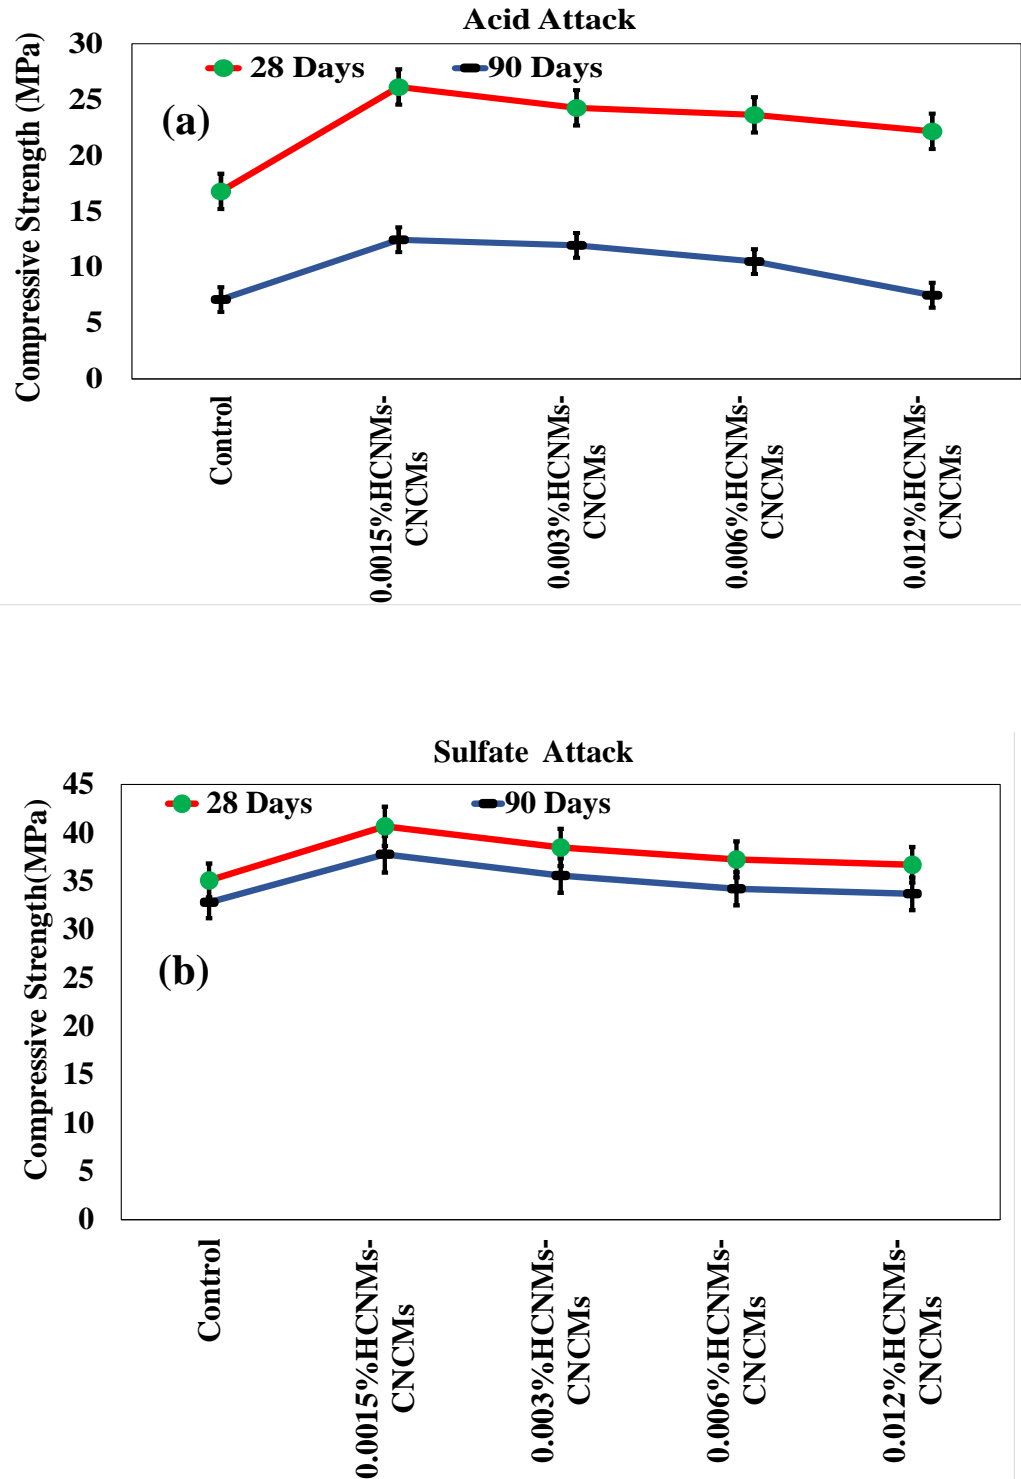 Acid Attack
Compressive Strength (MPa)
30
25
20
15
10
5
0
28 Days
90 Days
(a)
Control
0.0015%HCNMs-
CNCMs
0.003%HCNMs-
CNCMs
0.006%HCNMs-
CNCMs
0.012%HCNMs-
CNCMs
Sulfate Attack
Compressive Strength(MPa)
45
40
35
30
25
20
15
10
5
0
28 Days
90 Days
(b)
Control
0.0015%HCNMs-
CNCMs
0.003%HCNMs-
CNCMs
0.006%HCNMs-
CNCMs
0.012%HCNMs-
CNCMs